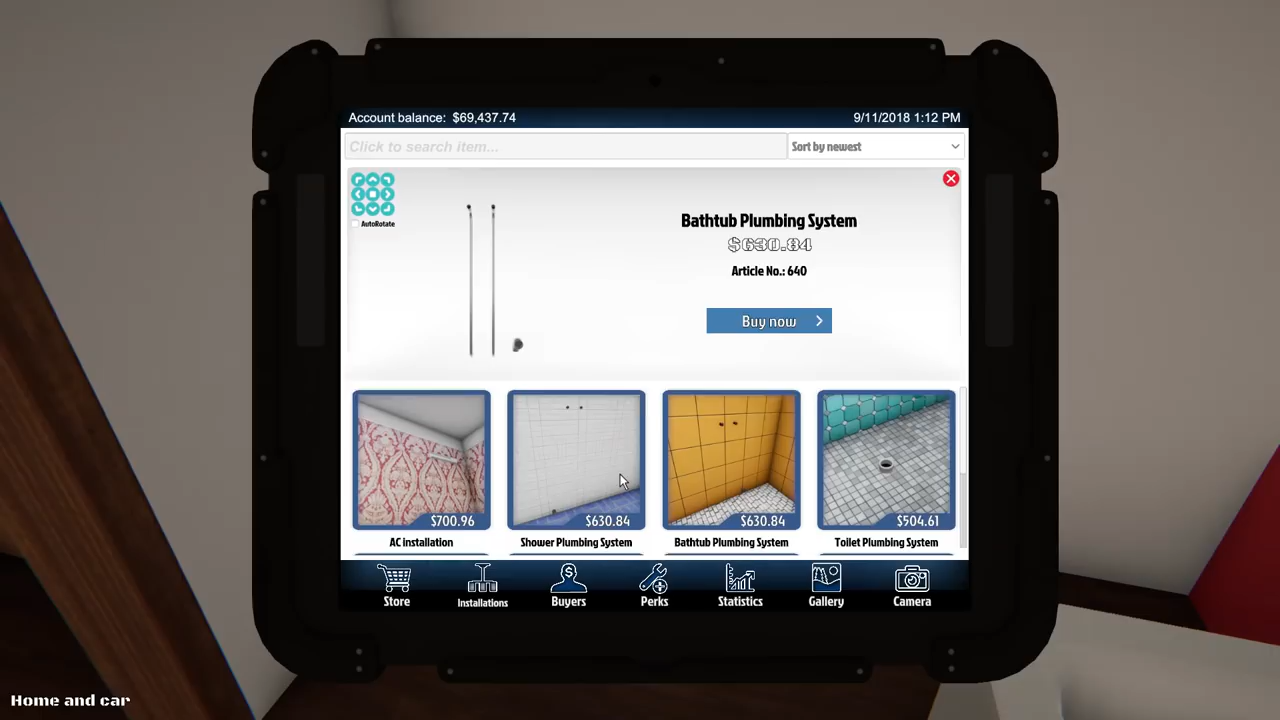 Account balance: $69,437.74
9/11/2018 1:12 PM
Click to search item...
Sort by newest
AutoRotate
Bathtub Plumbing System
$630.84
Article No.: 640
Buy now
$700.96
$630.84
$630.84
$504.61
AC installation
Shower Plumbing System
Bathtub Plumbing System
Toilet Plumbing System
Store
Installations
Buyers
Perks
Statistics
Gallery
Camera
Home and car